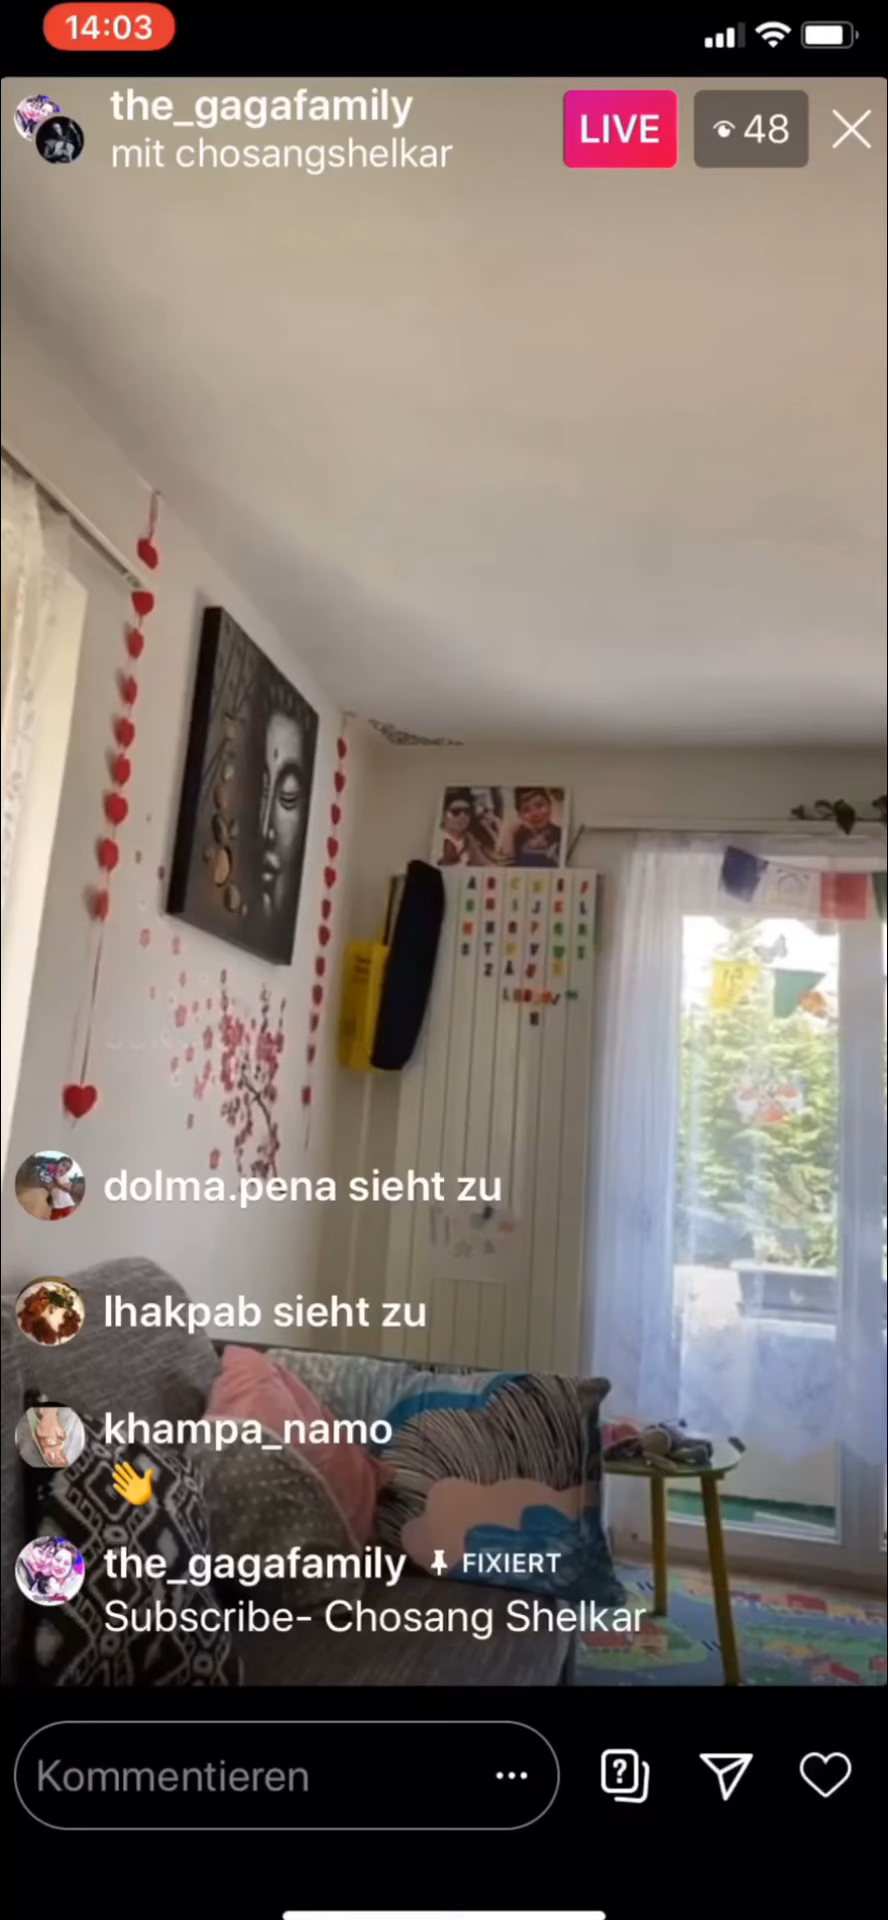 14:03
the_gagafamily
mit chosangshelkar
LIVE
48
dolma.pena sieht zu
lhakpab sieht zu
khampa_namo
👋
the_gagafamily FIXIERT
Subscribe- Chosang Shelkar
Kommentieren